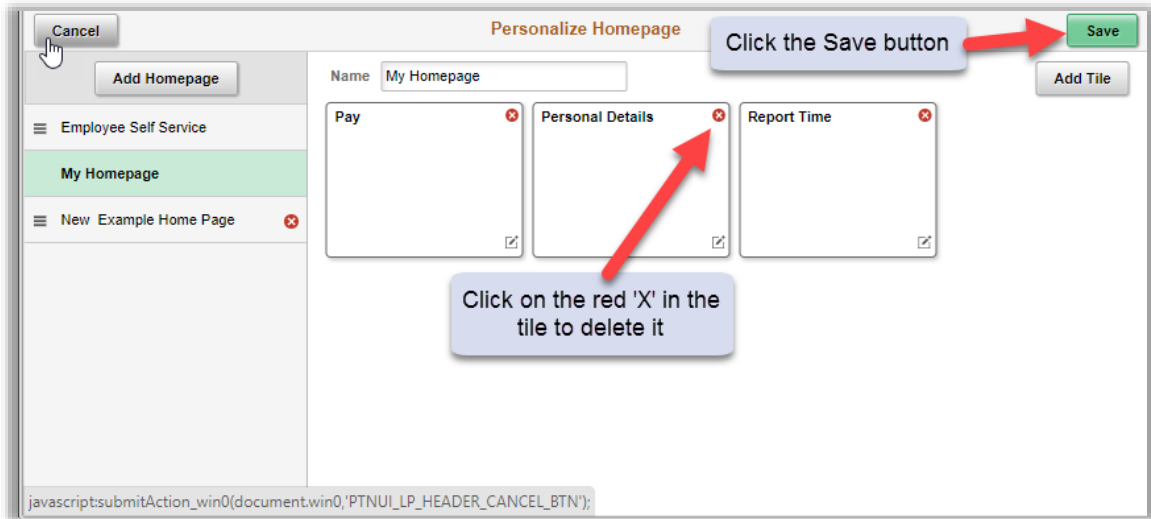 Cancel
Personalize Homepage
Click the Save button
Save
Add Homepage
Name My Homepage
Add Tile
Employee Self Service
My Homepage
New Example Home Page
Pay
Personal Details
Report Time
Click on the red 'X' in the
tile to delete it
javascript:submitAction_win0(document.win0,'PTNUI_LP_HEADER_CANCEL_BTN');